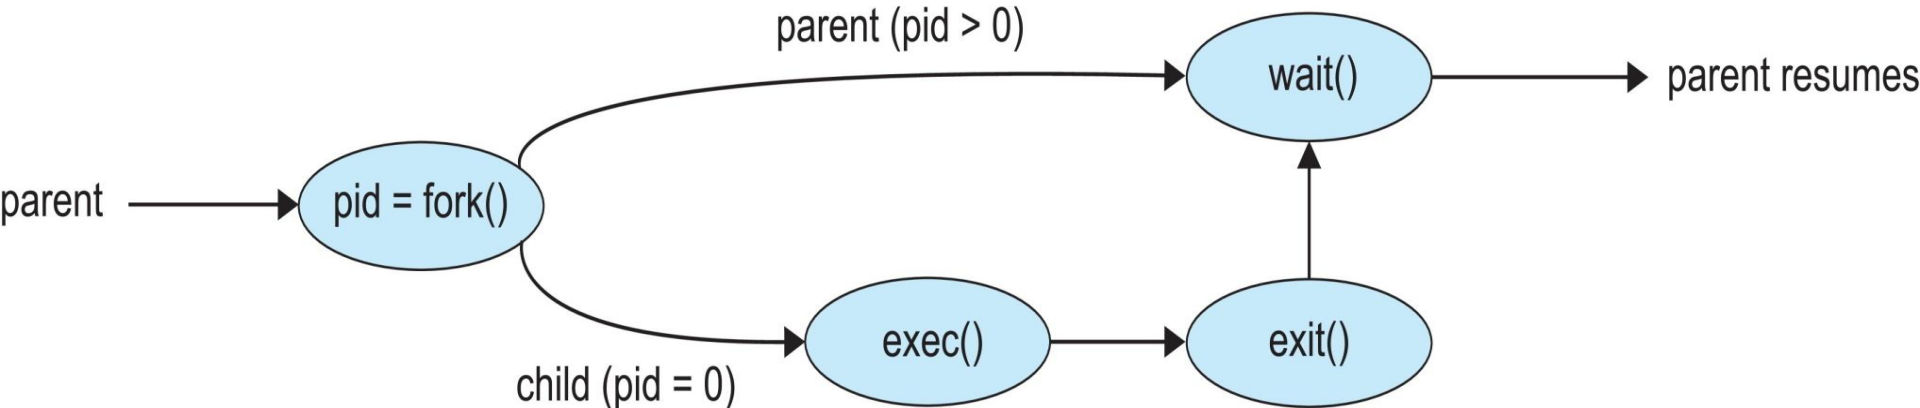 parent (pid > 0)
wait()
parent resumes
parent
pid = fork()
exec()
exit()
child (pid = 0)